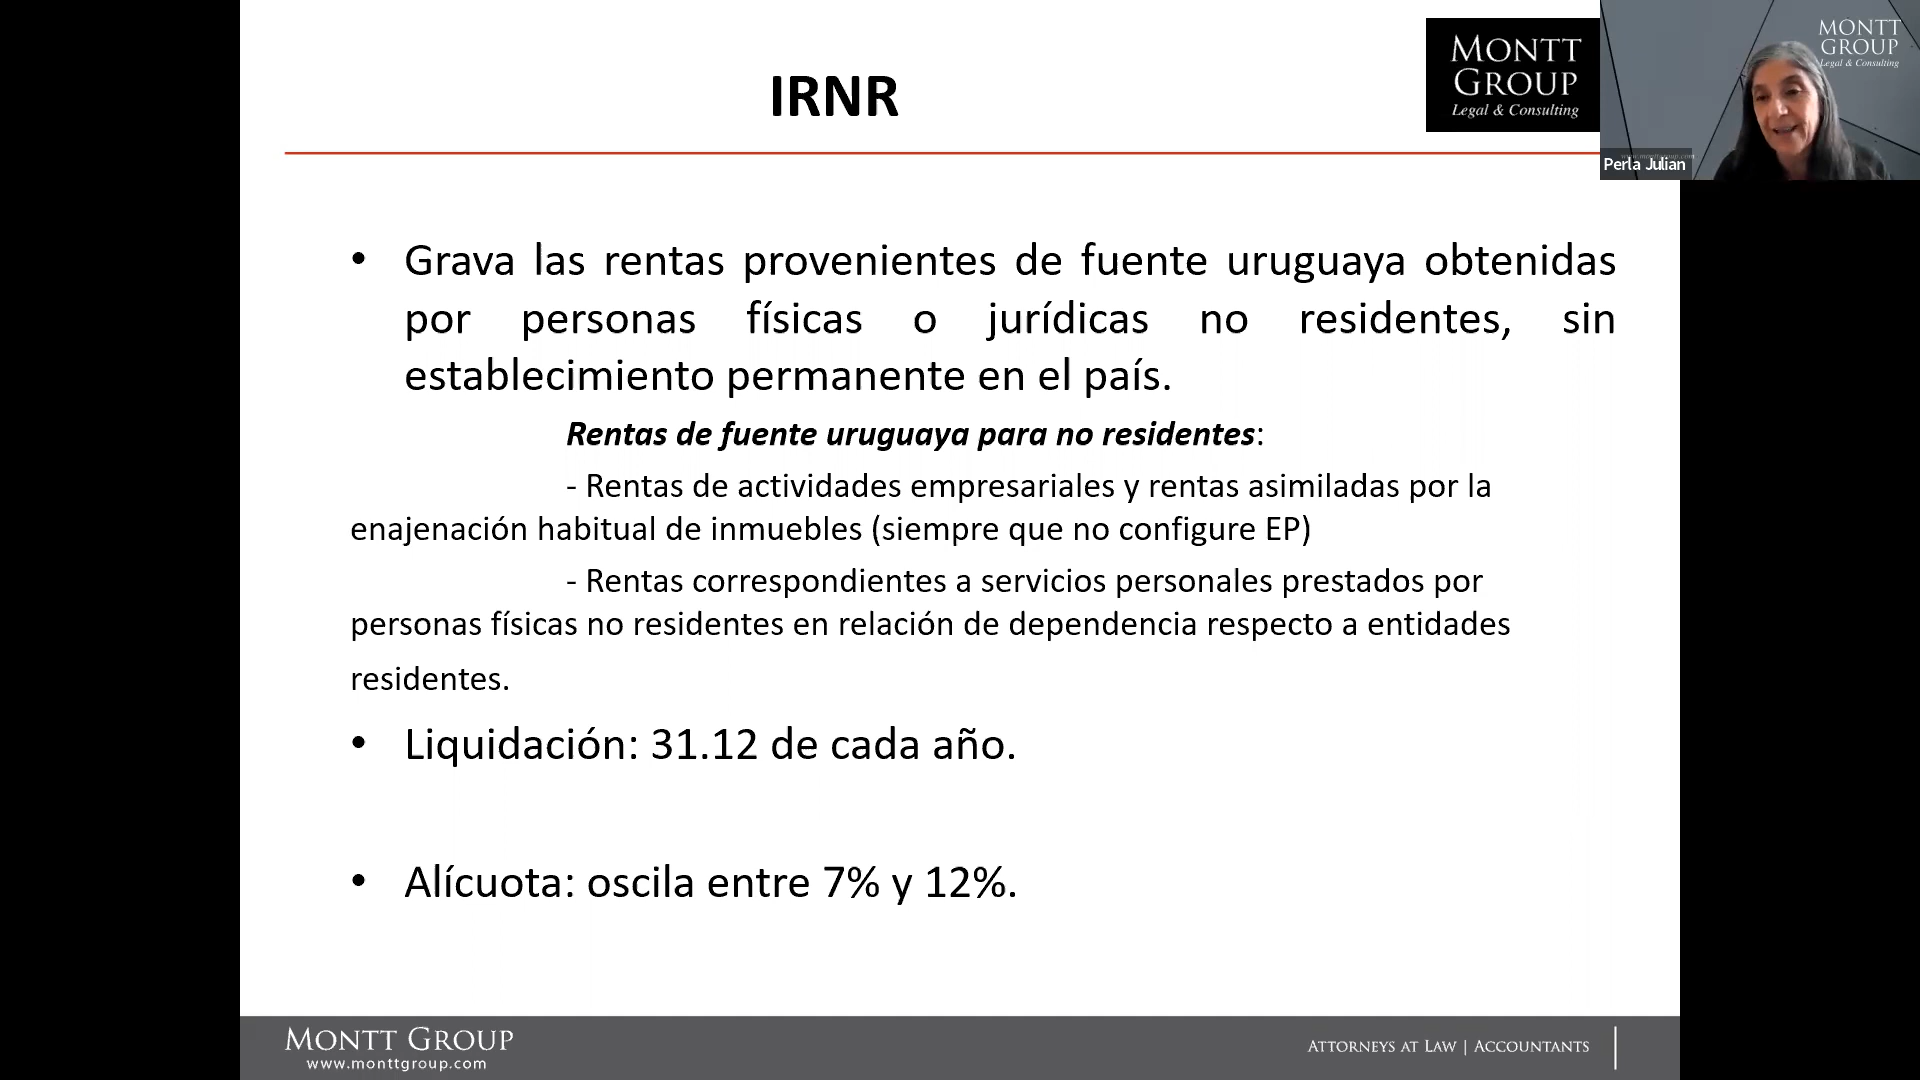 IRNR
MONTT
GROUP
Legal & Consulting
MONTT
GROUP
Legal & Consulting
Perla Julian
• Grava las rentas provenientes de fuente uruguaya obtenidas
por personas físicas o jurídicas no residentes, sin
establecimiento permanente en el país.
Rentas de fuente uruguaya para no residentes:
- Rentas de actividades empresariales y rentas asimiladas por la
enajenación habitual de inmuebles (siempre que no configure EP)
- Rentas correspondientes a servicios personales prestados por
personas físicas no residentes en relación de dependencia respecto a entidades
residentes.
• Liquidación: 31.12 de cada año.
• Alícuota: oscila entre 7% y 12%.
MONTT GROUP
www.monttgroup.com
ATTORNEYS AT LAW | ACCOUNTANTS